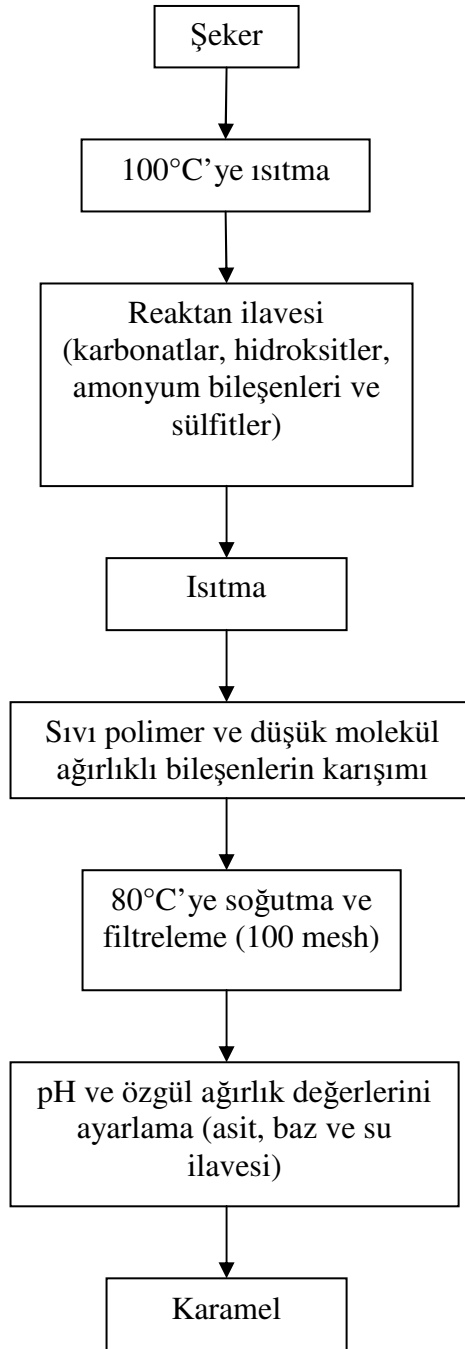 Şeker
100°C’ye ısıtma
Reaktan ilavesi
(karbonatlar, hidroksitler,
amonyum bileşenleri ve
sülfitler)
Isıtma
Sıvı polimer ve düşük molekül
ağırlıklı bileşenlerin karışımı
80°C’ye soğutma ve
filtreleme (100 mesh)
pH ve özgül ağırlık değerlerini
ayarlama (asit, baz ve su
ilavesi)
Karamel